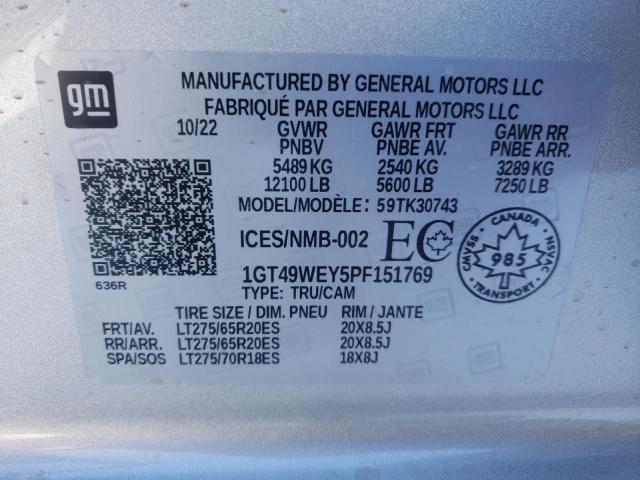 gm
MANUFACTURED BY GENERAL MOTORS LLC
FABRIQUÉ PAR GENERAL MOTORS LLC
10/22 GVWR GAWR FRT GAWR RR
PNBV PNBE AV. PNBE ARR.
5489 KG 2540 KG 3289 KG
12100 LB 5600 LB 7250 LB
MODEL/MODÈLE: 59TK30743
ICES/NMB-002 EC
CANADA
CMVSS 985 NSVAC
TRANSPORT
636R
1GT49WEY5PF151769
TYPE: TRU/CAM
TIRE SIZE / DIM. PNEU RIM / JANTE
FRT/AV. LT275/65R20ES 20X8.5J
RR/ARR. LT275/65R20ES 20X8.5J
SPA/SOS LT275/70R18ES 18X8J